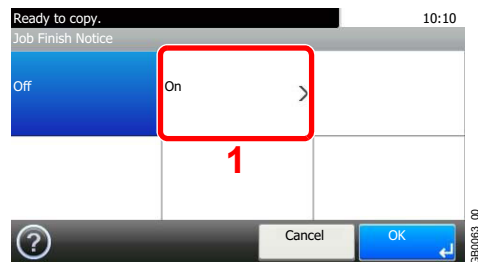 Ready to copy. 10:10
Job Finish Notice
Off On >
1
? Cancel OK
GB0063_00